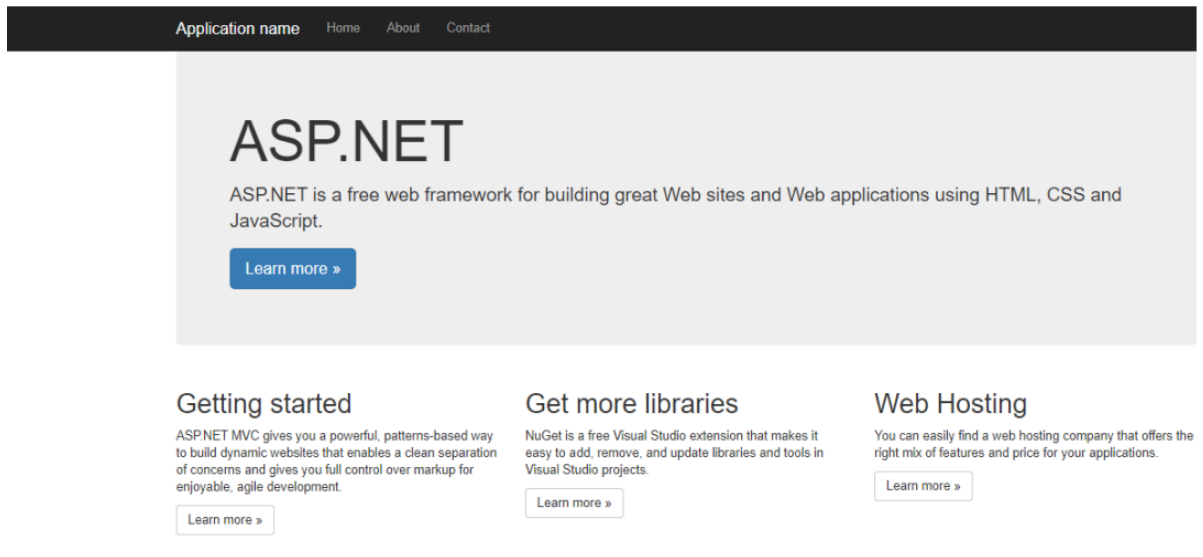 Application name Home About Contact
ASP.NET
ASP.NET is a free web framework for building great Web sites and Web applications using HTML, CSS and
JavaScript.
Learn more »
Getting started
ASP.NET MVC gives you a powerful, patterns-based way
to build dynamic websites that enables a clean separation
of concerns and gives you full control over markup for
enjoyable, agile development.
Learn more »
Get more libraries
NuGet is a free Visual Studio extension that makes it
easy to add, remove, and update libraries and tools in
Visual Studio projects.
Learn more »
Web Hosting
You can easily find a web hosting company that offers the
right mix of features and price for your applications.
Learn more »